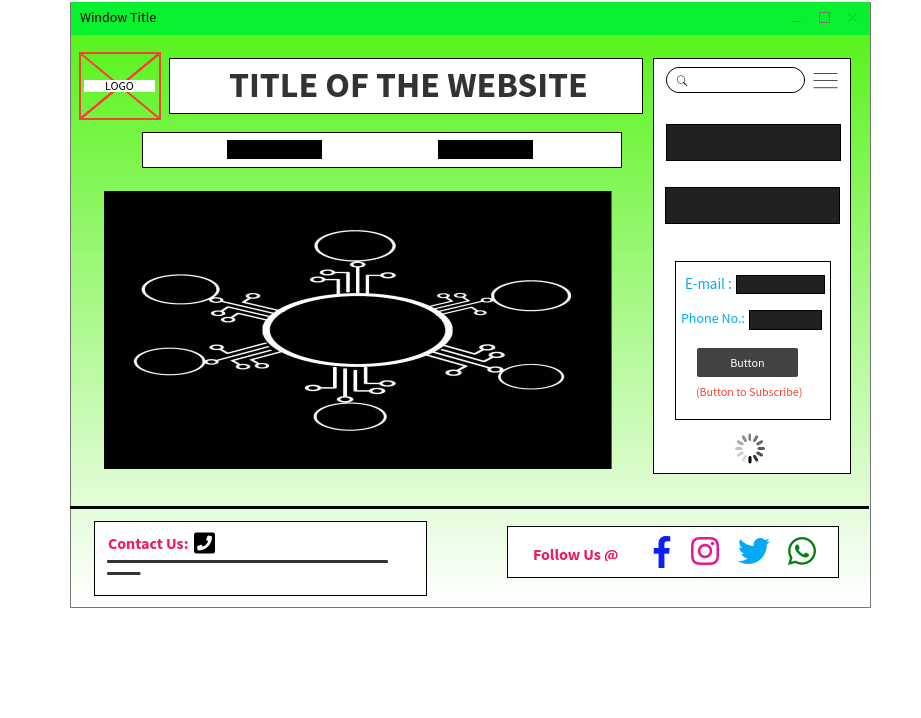 Window Title
LOGO
TITLE OF THE WEBSITE
E-mail :
Phone No.:
Button
(Button to Subscribe)
Contact Us:
Follow Us @